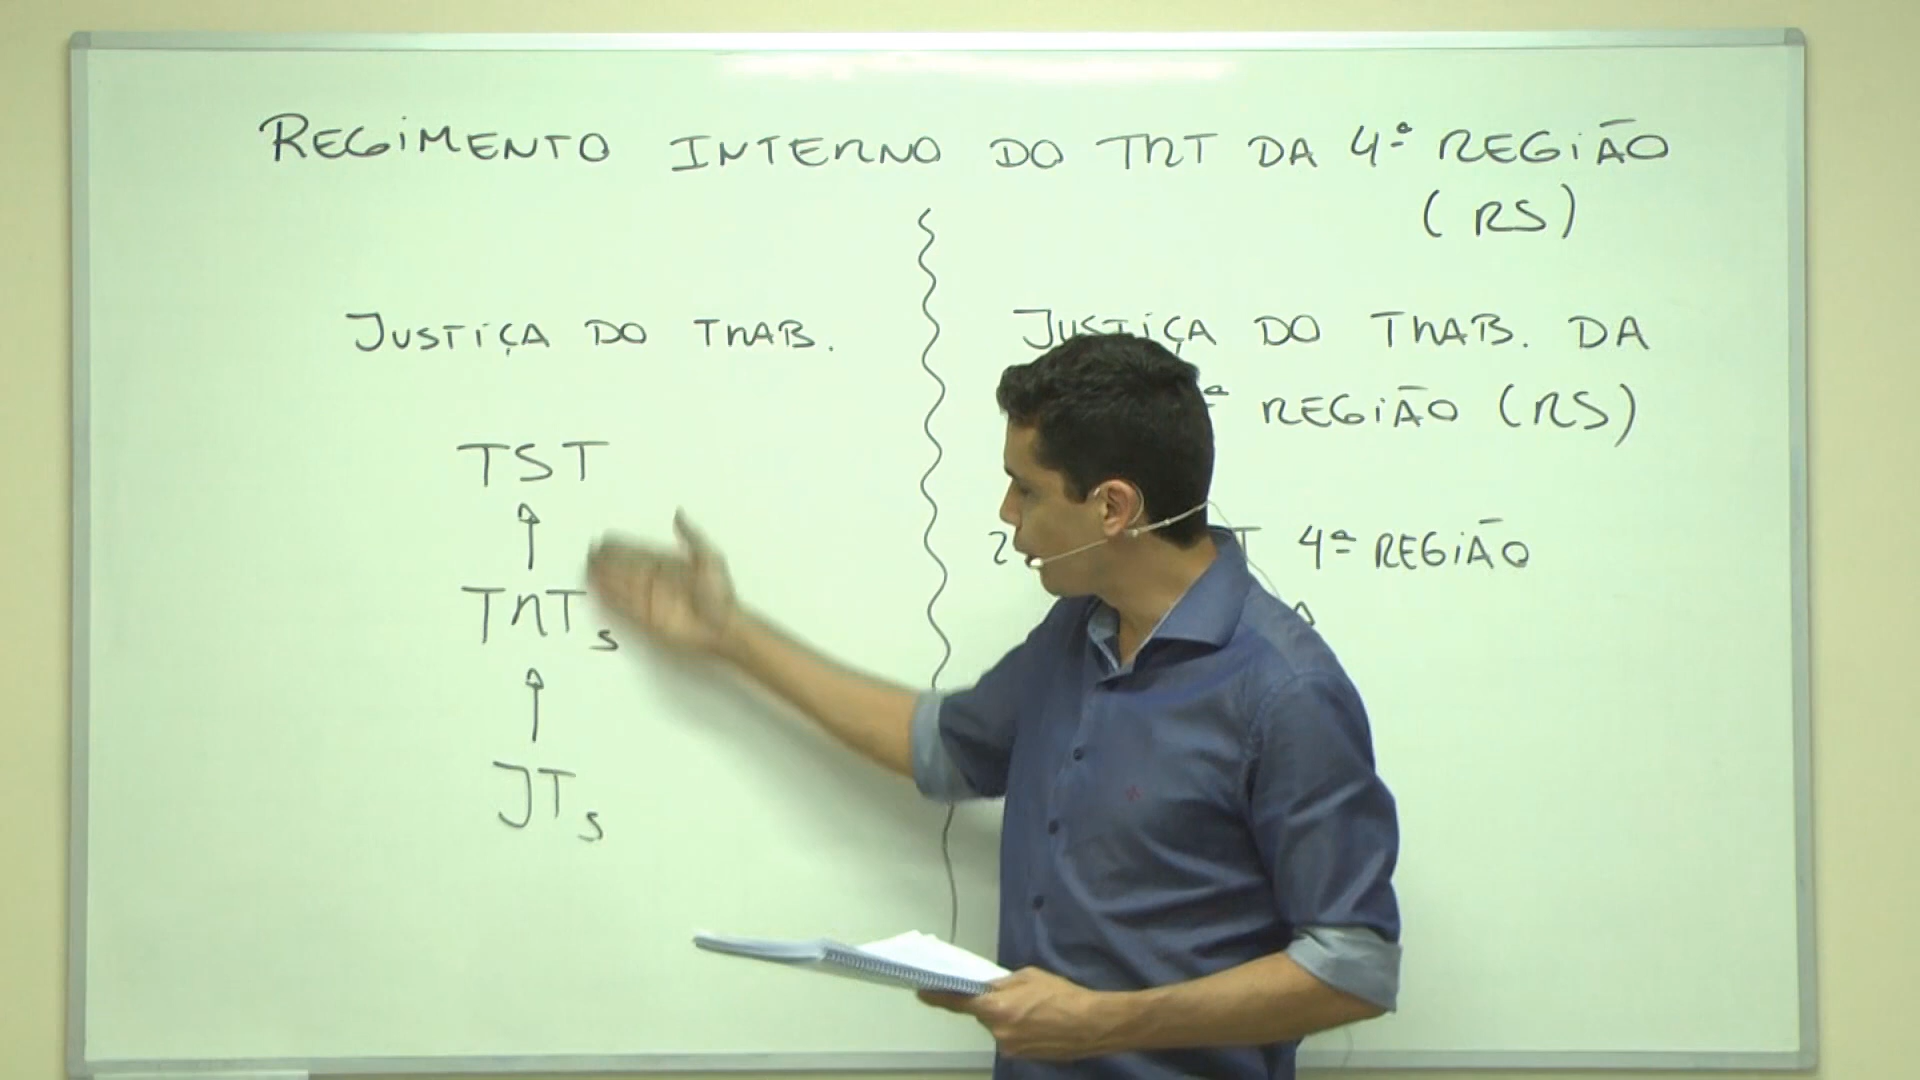 REGIMENTO INTERNO DO TRT DA 4ª REGIÃO
(RS)
JUSTIÇA DO TRAB.
TST
TRTs
JTs
JUSTIÇA DO TRAB. DA
REGIÃO (RS)
4ª REGIÃO